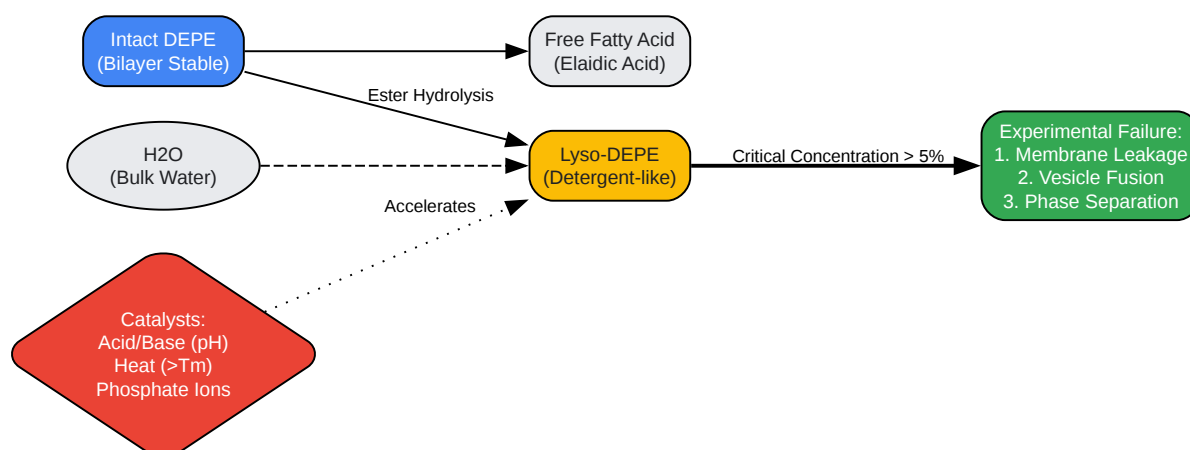 Intact DEPE
(Bilayer Stable)
Free Fatty Acid
(Elaidic Acid)
Ester Hydrolysis
H2O
(Bulk Water)
Lyso-DEPE
(Detergent-like)
Critical Concentration > 5%
Experimental Failure:
1. Membrane Leakage
2. Vesicle Fusion
3. Phase Separation
Accelerates
Catalysts:
Acid/Base (pH)
Heat (>Tm)
Phosphate Ions